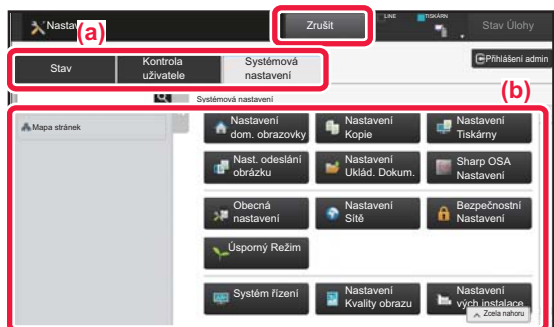 Nastav
Zrušit
LINE
TISKÁRN
Stav Úlohy
(a)
Stav
Kontrola
uživatele
Systémová
nastavení
Přihlášení admin
(b)
Systémová nastavení
Mapa stránek
Nastavení
dom. obrazovky
Nastavení
Kopie
Nastavení
Tiskárny
Nast. odeslání
obrázku
Nastavení
Uklád. Dokum.
Sharp OSA
Nastavení
Obecná
nastavení
Nastavení
Sítě
Bezpečnostní
Nastavení
Úsporný Režim
Systém řízení
Nastavení
Kvality obrazu
Nastavení
vých instalace
Zcela nahoru